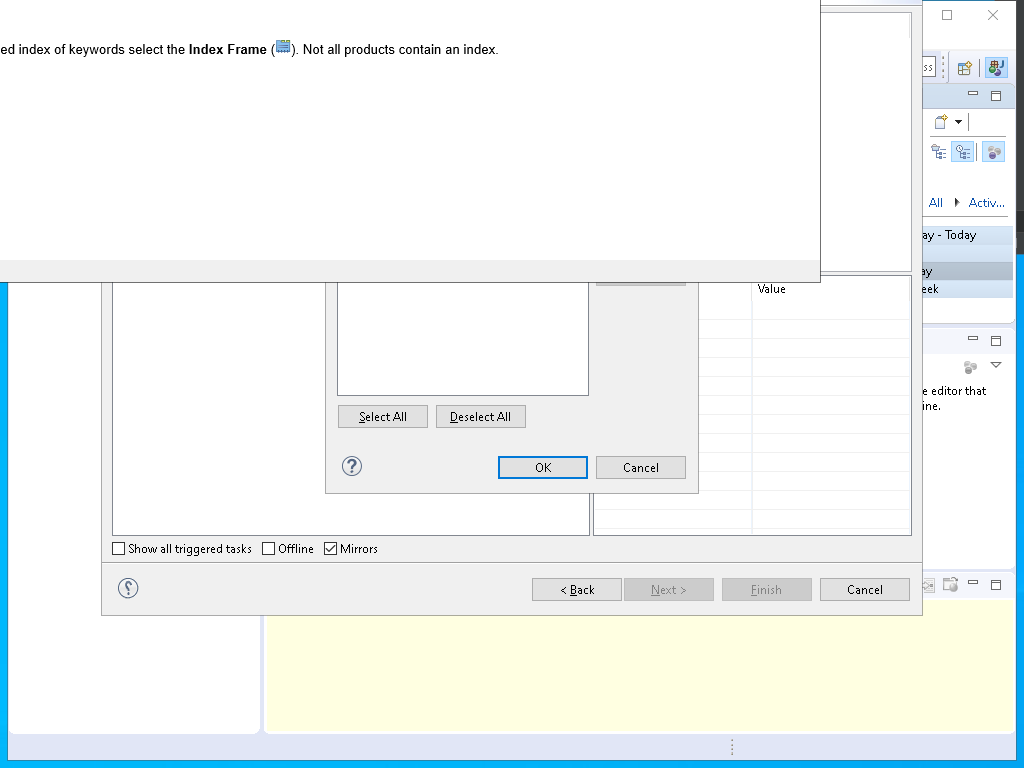 ed index of keywords select the Index Frame ( ). Not all products contain an index.
ss
All Activ...
ay - Today
ay
eek
Value
e editor that
ine.
Select All Deselect All
OK Cancel
Show all triggered tasks Offline Mirrors
< Back Next > Finish Cancel